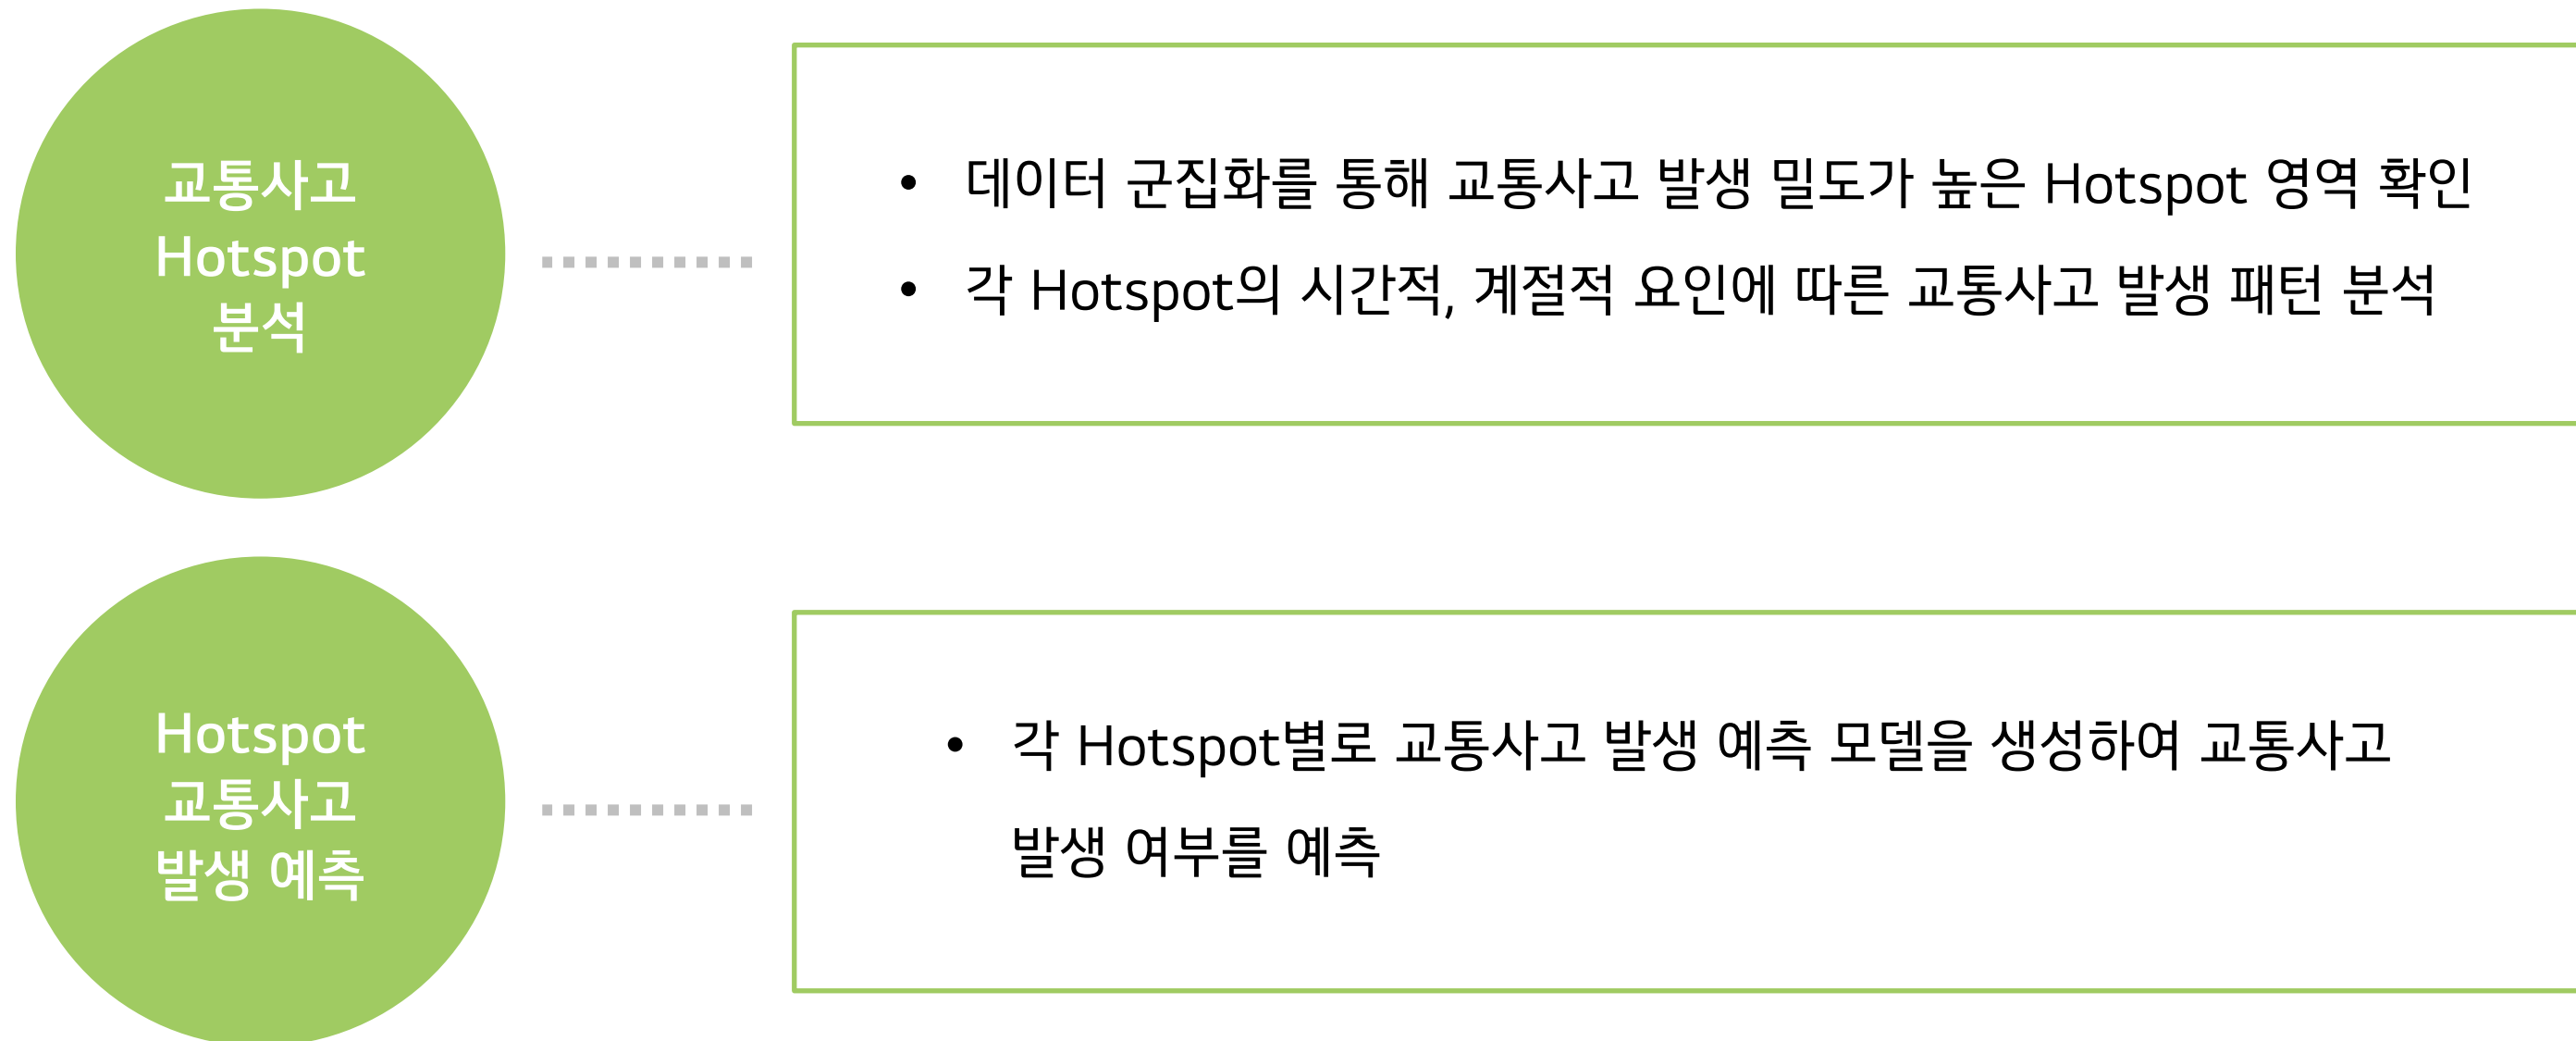 교통사고
Hotspot
분석
• 데이터 군집화를 통해 교통사고 발생 밀도가 높은 Hotspot 영역 확인
• 각 Hotspot의 시간적, 계절적 요인에 따른 교통사고 발생 패턴 분석
Hotspot
교통사고
발생 예측
• 각 Hotspot별로 교통사고 발생 예측 모델을 생성하여 교통사고
발생 여부를 예측